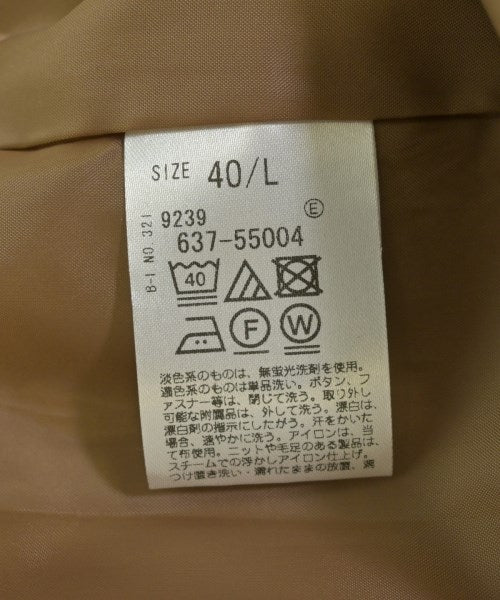 SIZE 40/L
B-I NO 321
9239 Ⓔ
637-55004
40
F W
淡色系のものは、無蛍光洗剤を使用。
濃色系のものは単品洗い。ボタン、フ
ァスナー等は、閉じて洗う。取り外し
可能な附属品は、外して洗う。漂白は、
漂白剤の指示にしたがう。汗をかいた
場合、速やかに洗う。アイロンは、当
て布使用。ニットや毛足のある製品は、
スチームでの浮かしアイロン仕上げ。
つけ置き洗い・濡れたままの放置、